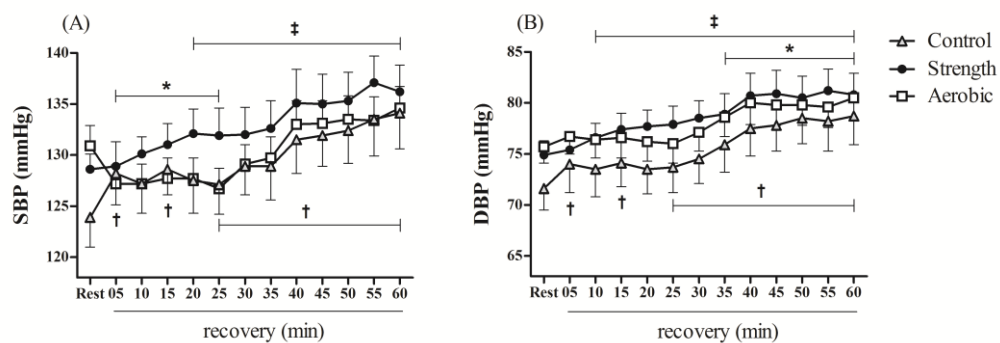 (A)
‡
*
†
†
†
SBP (mmHg)
140
135
130
125
120
Rest 05 10 15 20 25 30 35 40 45 50 55 60
recovery (min)
(B)
‡
*
†
†
†
DBP (mmHg)
85
80
75
70
65
Rest 05 10 15 20 25 30 35 40 45 50 55 60
recovery (min)
Control
Strength
Aerobic